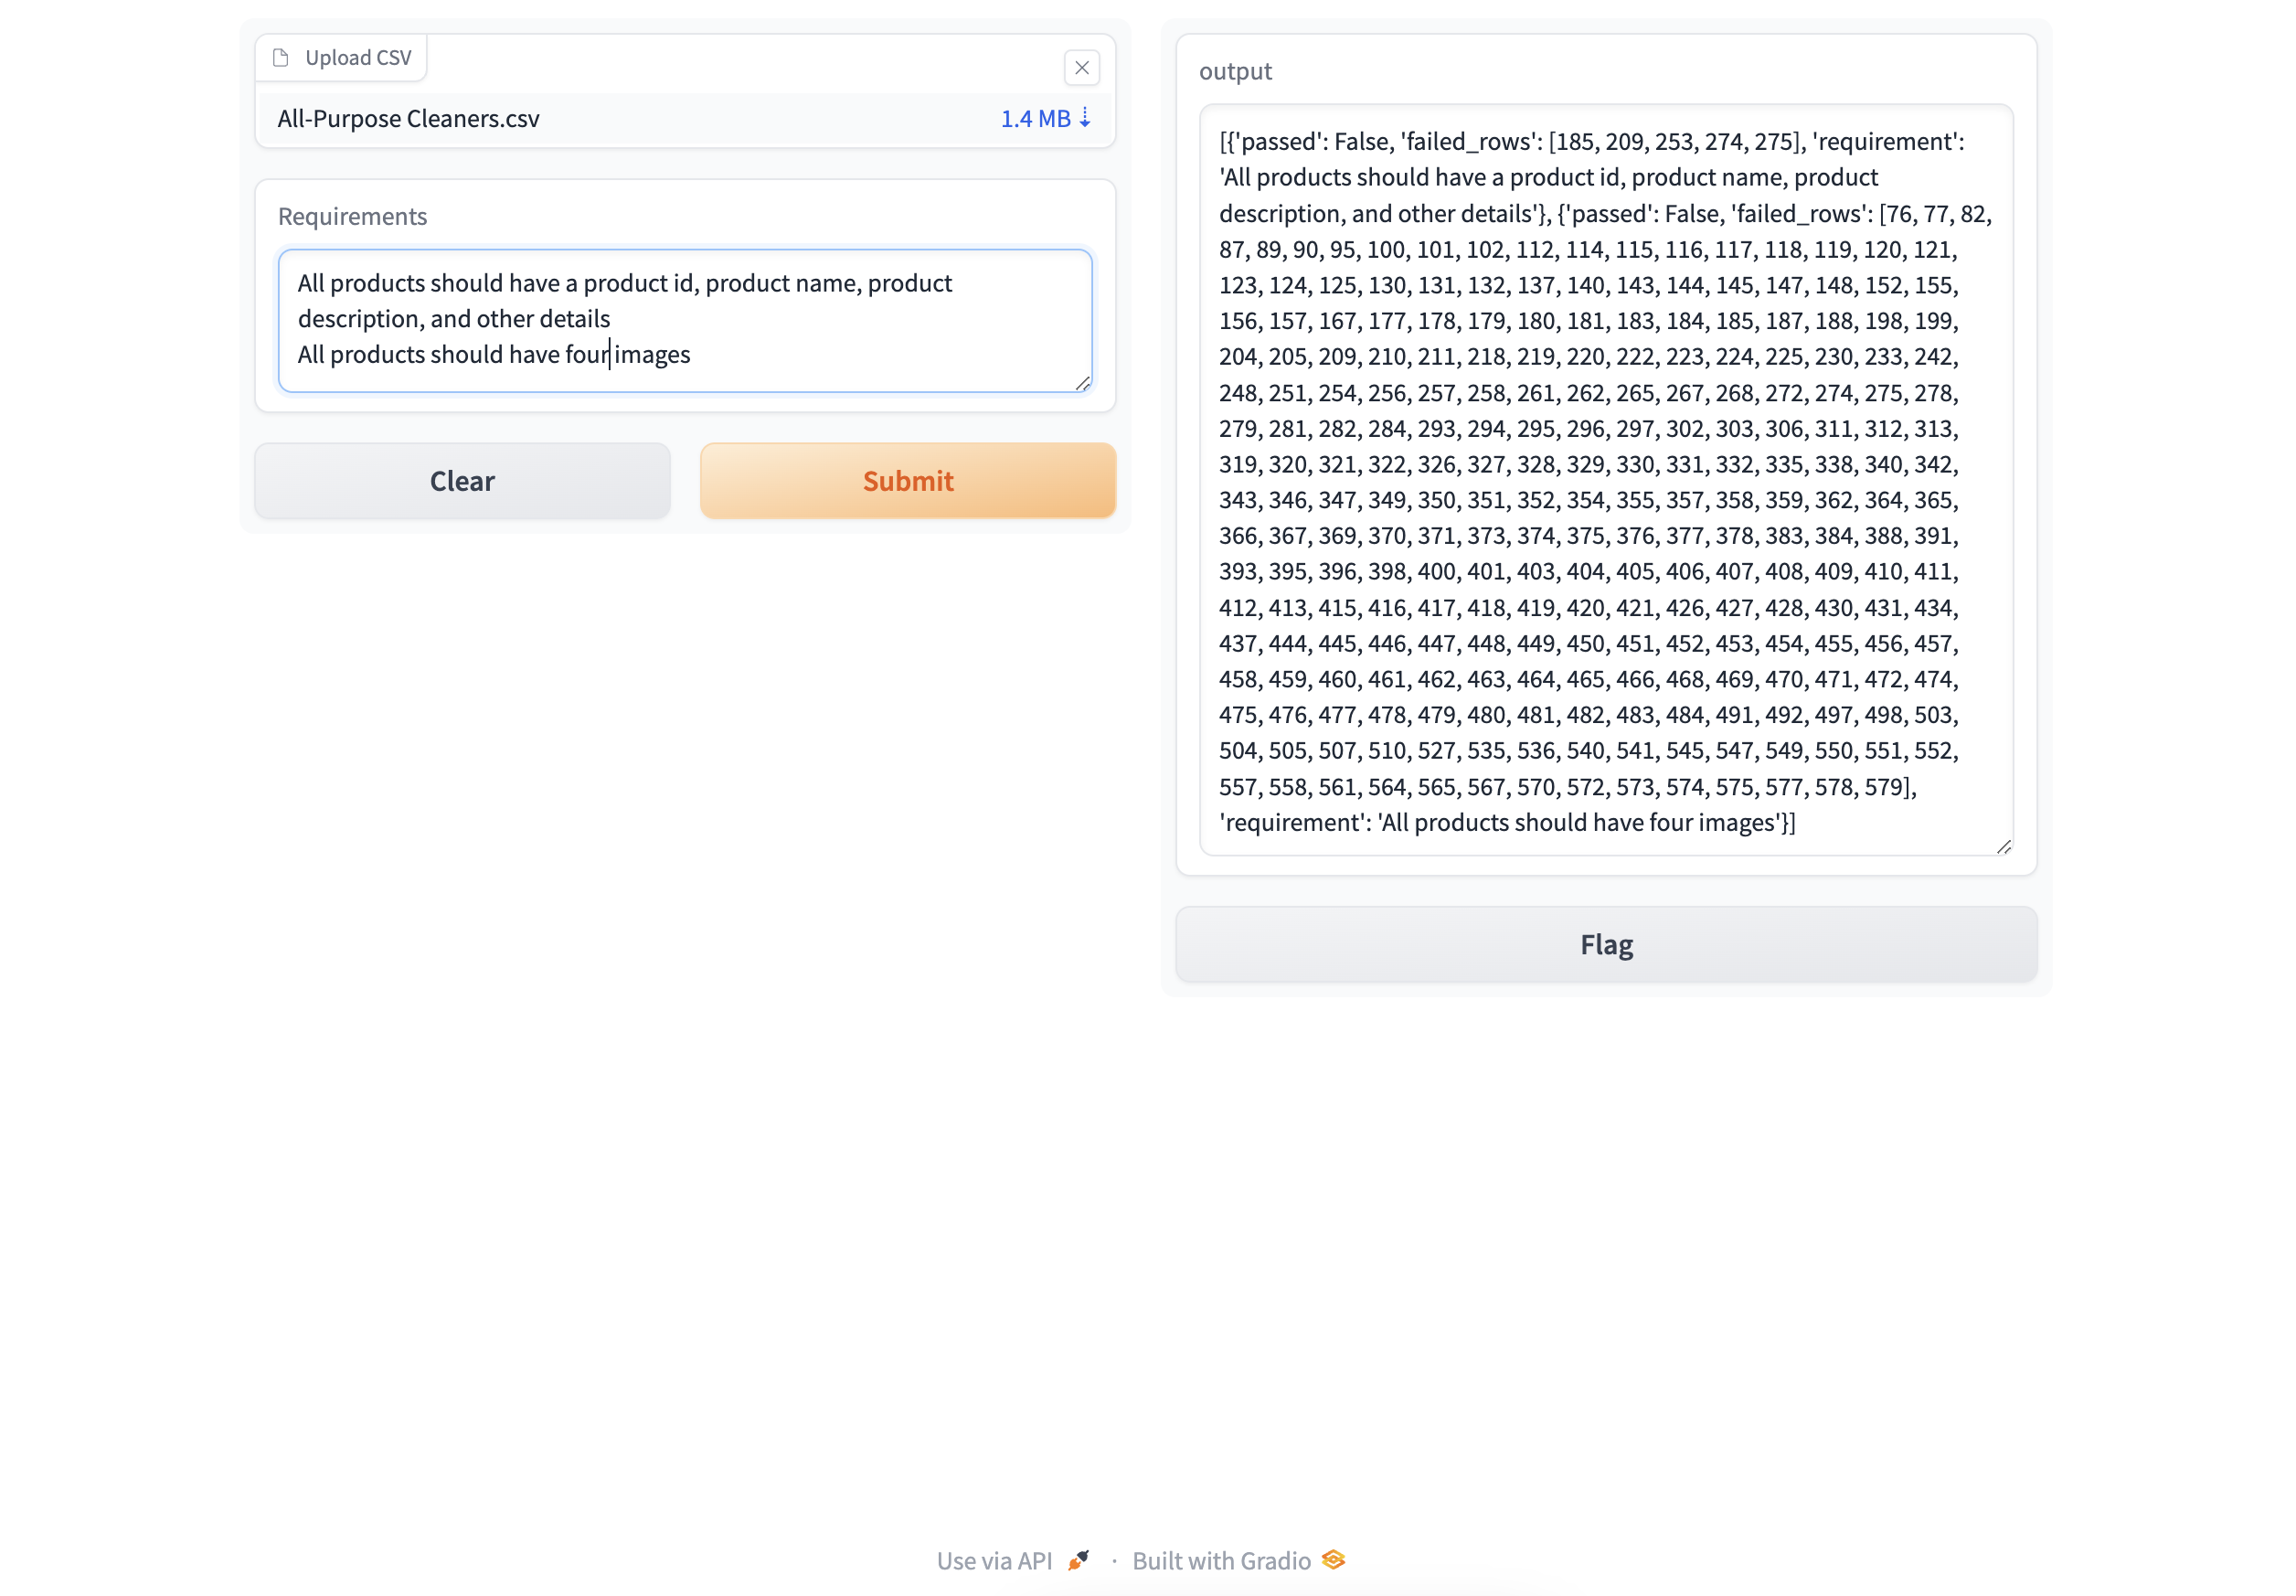 Upload CSV
All-Purpose Cleaners.csv
1.4 MB ⇣
Requirements
All products should have a product id, product name, product
description, and other details
All products should have four images
Clear
Submit
output
[{'passed': False, 'failed_rows': [185, 209, 253, 274, 275], 'requirement':
'All products should have a product id, product name, product
description, and other details'}, {'passed': False, 'failed_rows': [76, 77, 82,
87, 89, 90, 95, 100, 101, 102, 112, 114, 115, 116, 117, 118, 119, 120, 121,
123, 124, 125, 130, 131, 132, 137, 140, 143, 144, 145, 147, 148, 152, 155,
156, 157, 167, 177, 178, 179, 180, 181, 183, 184, 185, 187, 188, 198, 199,
204, 205, 209, 210, 211, 218, 219, 220, 222, 223, 224, 225, 230, 233, 242,
248, 251, 254, 256, 257, 258, 261, 262, 265, 267, 268, 272, 274, 275, 278,
279, 281, 282, 284, 293, 294, 295, 296, 297, 302, 303, 306, 311, 312, 313,
319, 320, 321, 322, 326, 327, 328, 329, 330, 331, 332, 335, 338, 340, 342,
343, 346, 347, 349, 350, 351, 352, 354, 355, 357, 358, 359, 362, 364, 365,
366, 367, 369, 370, 371, 373, 374, 375, 376, 377, 378, 383, 384, 388, 391,
393, 395, 396, 398, 400, 401, 403, 404, 405, 406, 407, 408, 409, 410, 411,
412, 413, 415, 416, 417, 418, 419, 420, 421, 426, 427, 428, 430, 431, 434,
437, 444, 445, 446, 447, 448, 449, 450, 451, 452, 453, 454, 455, 456, 457,
458, 459, 460, 461, 462, 463, 464, 465, 466, 468, 469, 470, 471, 472, 474,
475, 476, 477, 478, 479, 480, 481, 482, 483, 484, 491, 492, 497, 498, 503,
504, 505, 507, 510, 527, 535, 536, 540, 541, 545, 547, 549, 550, 551, 552,
557, 558, 561, 564, 565, 567, 570, 572, 573, 574, 575, 577, 578, 579],
'requirement': 'All products should have four images'}]
Flag
Use via API · Built with Gradio